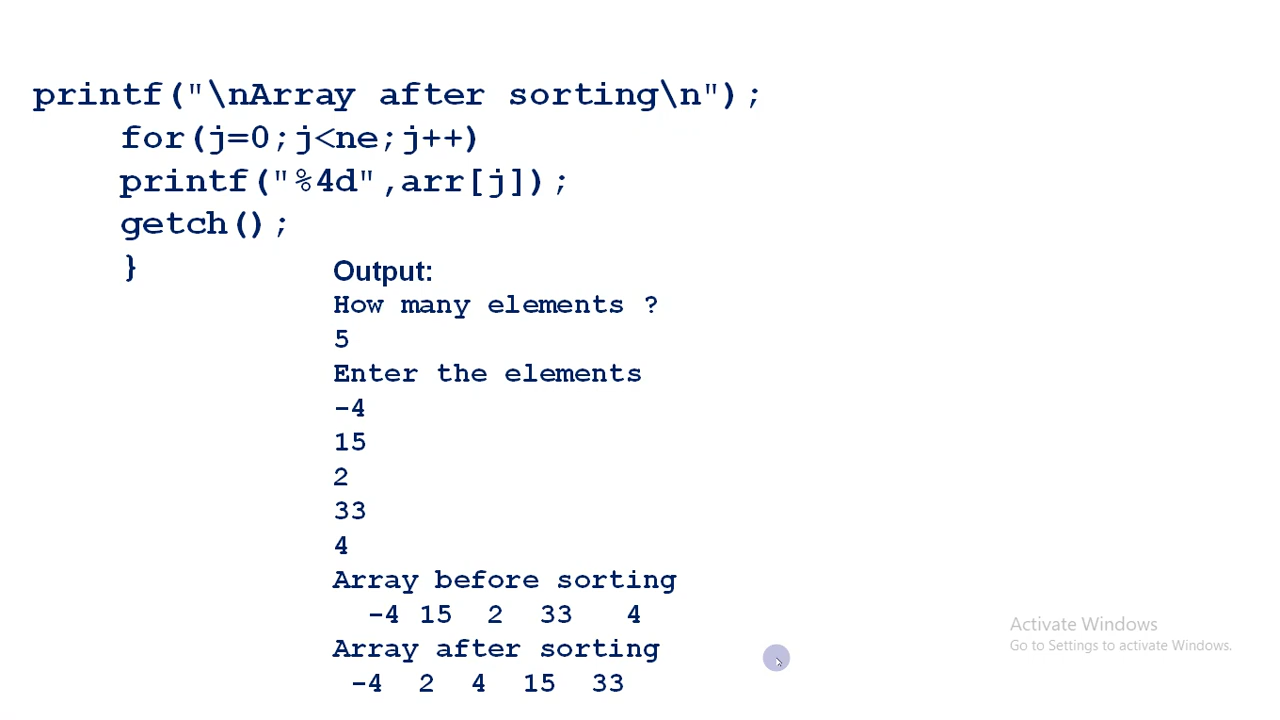 printf("\nArray after sorting\n");
for(j=0;j<ne;j++)
printf("%4d",arr[j]);
getch();
}
Output:
How many elements ?
5
Enter the elements
-4
15
2
33
4
Array before sorting
-4 15 2 33 4
Array after sorting
-4 2 4 15 33
Activate Windows
Go to Settings to activate Windows.